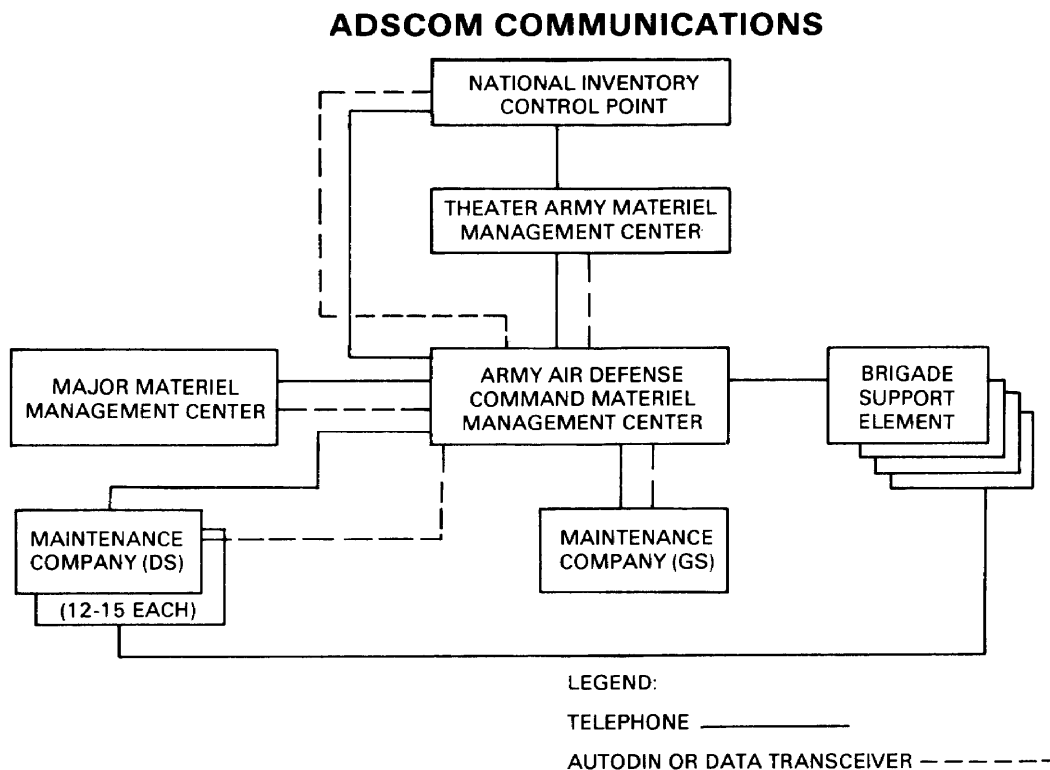 ADSCOM COMMUNICATIONS
NATIONAL INVENTORY
CONTROL POINT
THEATER ARMY MATERIEL
MANAGEMENT CENTER
MAJOR MATERIEL
MANAGEMENT CENTER
ARMY AIR DEFENSE
COMMAND MATERIEL
MANAGEMENT CENTER
BRIGADE
SUPPORT
ELEMENT
MAINTENANCE
COMPANY (DS)
(12-15 EACH)
MAINTENANCE
COMPANY (GS)
LEGEND:
TELEPHONE
AUTODIN OR DATA TRANSCEIVER